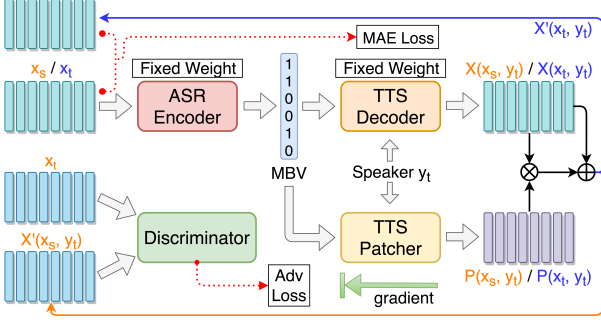 X'(xt, yt)
MAE Loss
xs / xt
Fixed Weight
Fixed Weight
X(xs, yt) / X(xt, yt)
ASR
Encoder
1
1
0
0
1
0
TTS
Decoder
MBV
Speaker yt
xt
X'(xs, yt)
Discriminator
TTS
Patcher
Adv
Loss
gradient
P(xs, yt) / P(xt, yt)